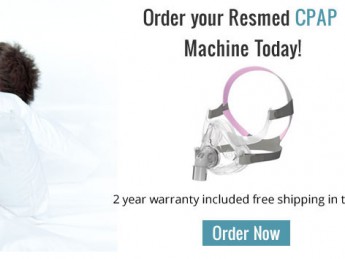 Order your Resmed CPAP
Machine Today!
2 year warranty included free shipping in t
Order Now